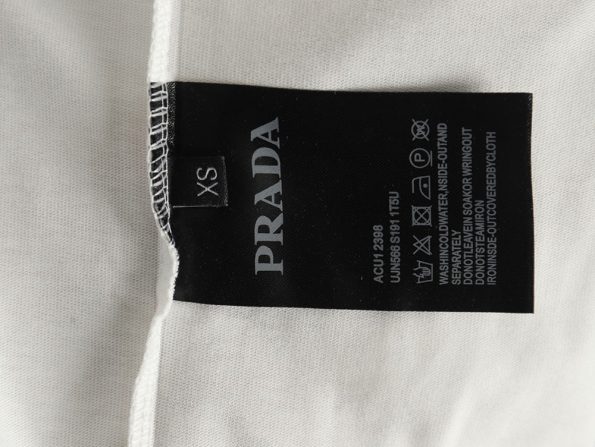 XS
PRADA
ACU1 2398
UJN566 S191 1T5U
WASHINCOLDWATER,NSIDE-OUTAND
SEPARATELY
DONOTLEAVEIN SOAKOR WRINGOUT
DONOTSTEAMIRON
IRONINSIDE-OUTCOVEREDBYCLOTH